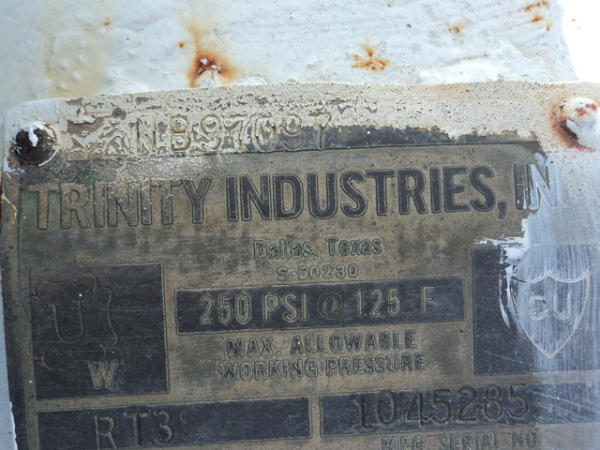 TRINITY INDUSTRIES, IN
Dallas, Texas
S-50230
250 PSI @ 125 F
MAX. ALLOWABLE
WORKING PRESSURE
U
W
CU
RT3
1045285
MFG. SERIAL NO